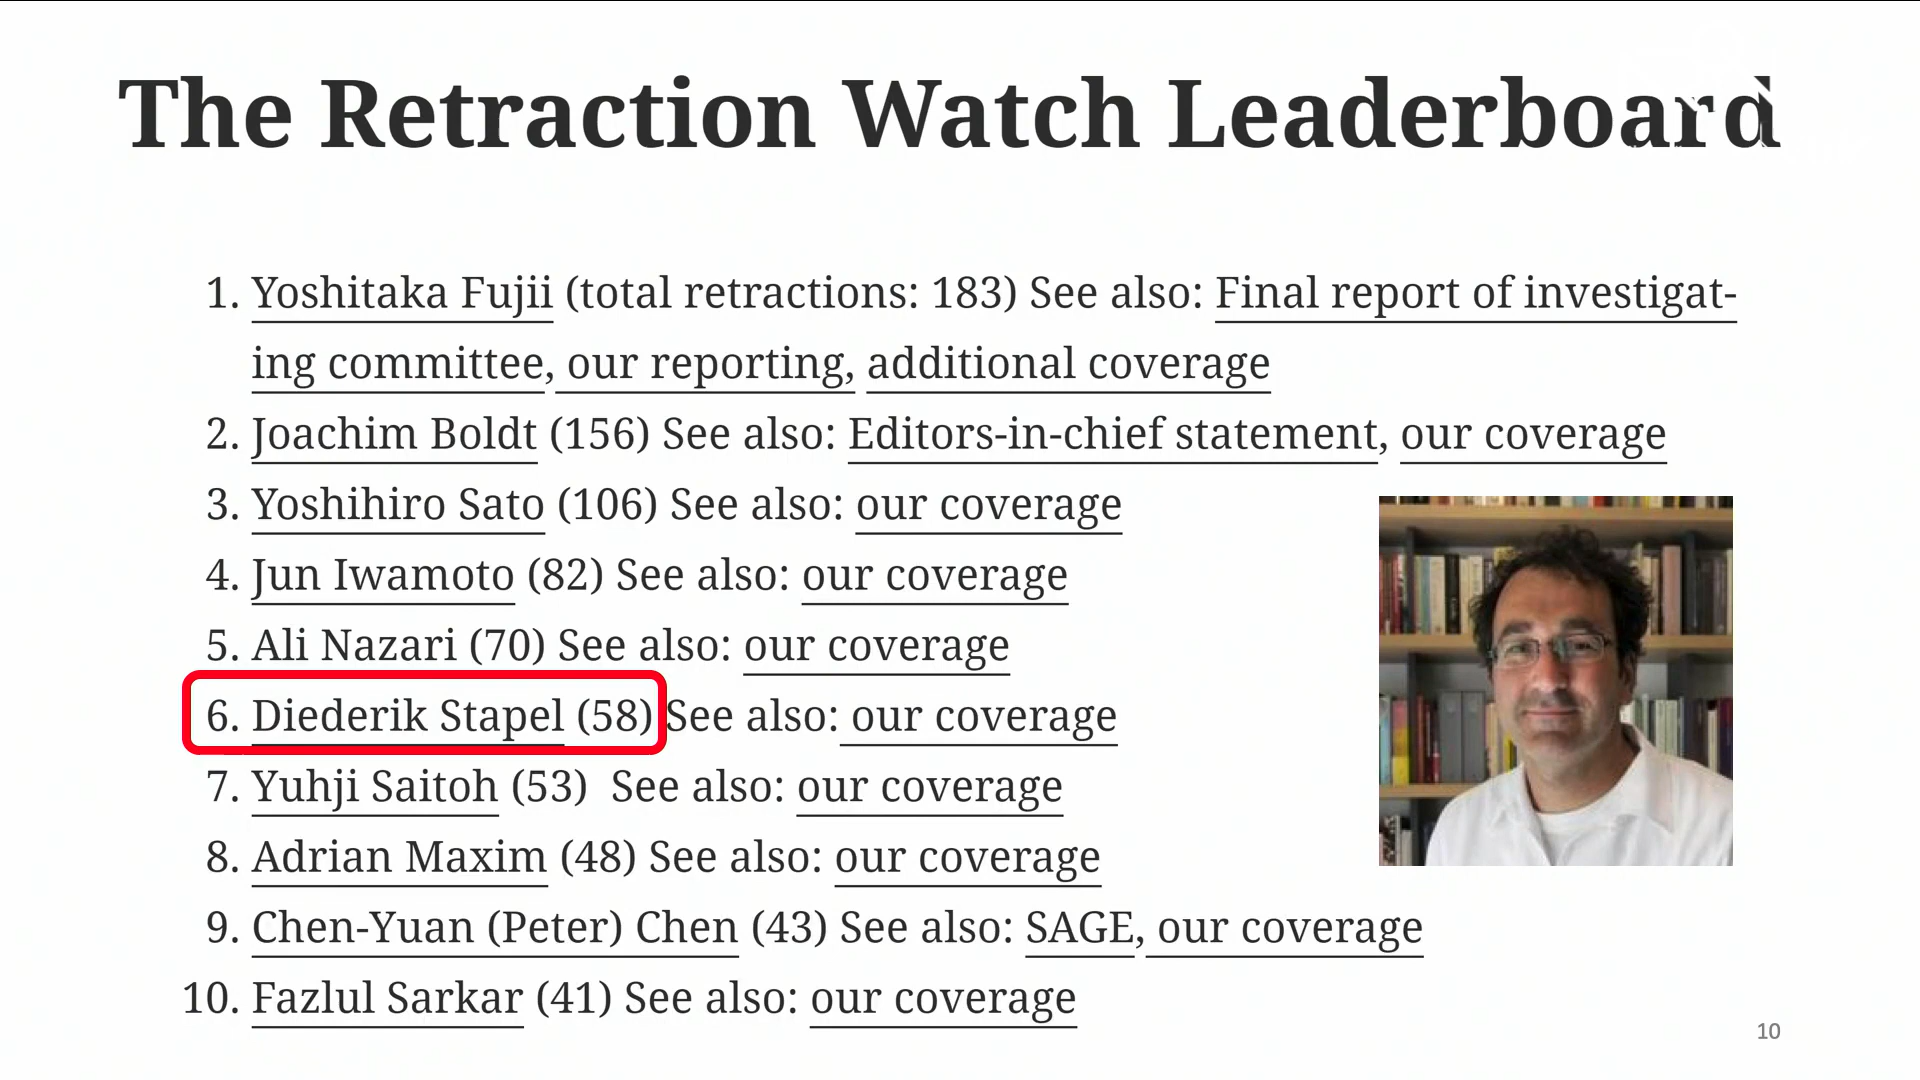 The Retraction Watch Leaderboard
1. Yoshitaka Fujii (total retractions: 183) See also: Final report of investigat-
ing committee, our reporting, additional coverage
2. Joachim Boldt (156) See also: Editors-in-chief statement, our coverage
3. Yoshihiro Sato (106) See also: our coverage
4. Jun Iwamoto (82) See also: our coverage
5. Ali Nazari (70) See also: our coverage
6. Diederik Stapel (58) See also: our coverage
7. Yuhji Saitoh (53)  See also: our coverage
8. Adrian Maxim (48) See also: our coverage
9. Chen-Yuan (Peter) Chen (43) See also: SAGE, our coverage
10. Fazlul Sarkar (41) See also: our coverage
10